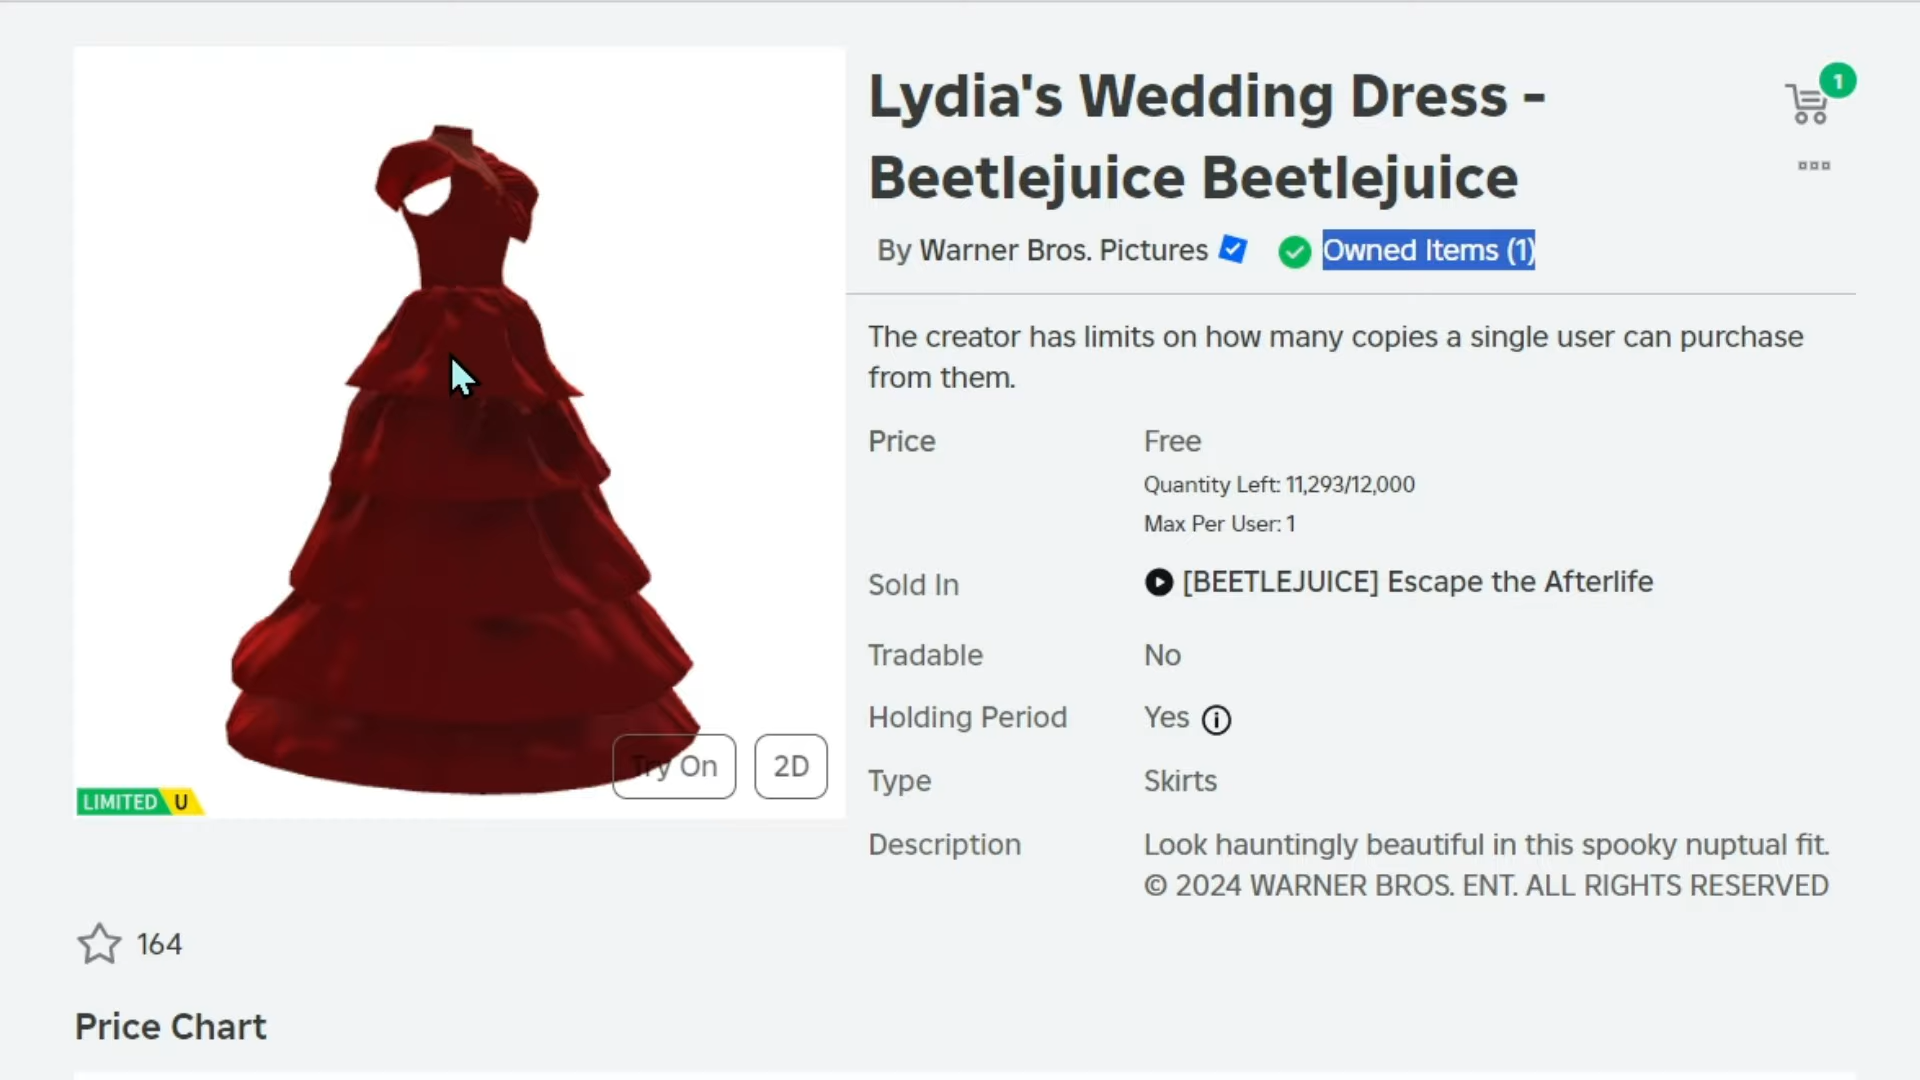 Lydia's Wedding Dress -
Beetlejuice Beetlejuice
1
By Warner Bros. Pictures
Owned Items (1)
The creator has limits on how many copies a single user can purchase
from them.
Price
Free
Quantity Left: 11,293/12,000
Max Per User: 1
Sold In
[BEETLEJUICE] Escape the Afterlife
Tradable
No
Holding Period
Yes
Type
Skirts
Description
Look hauntingly beautiful in this spooky nuptual fit.
© 2024 WARNER BROS. ENT. ALL RIGHTS RESERVED
Try On
2D
LIMITED U
164
Price Chart